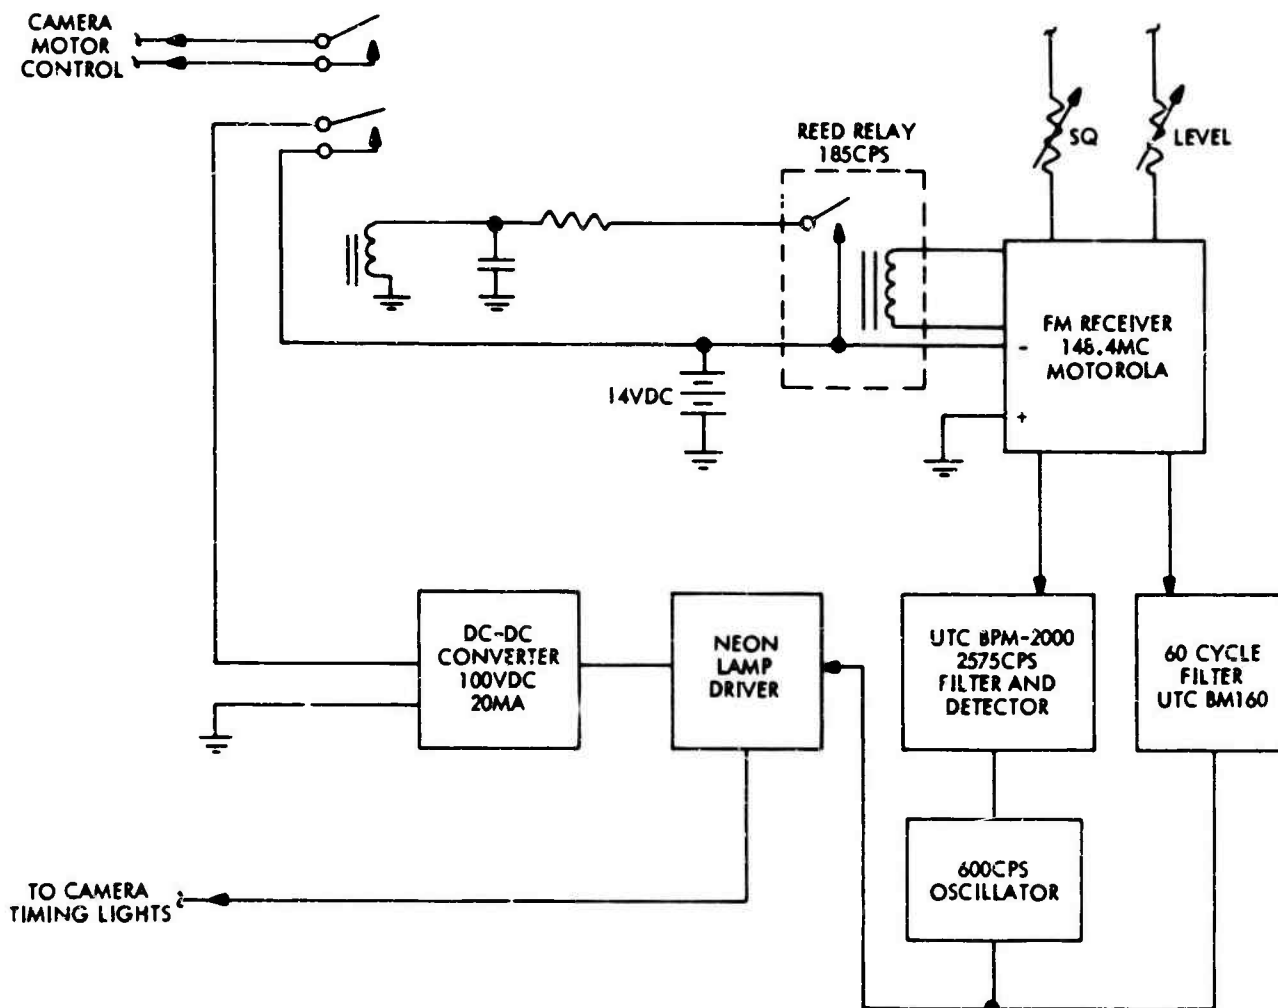 CAMERA
MOTOR
CONTROL
REED RELAY
185CPS
SQ
LEVEL
FM RECEIVER
148.4MC
MOTOROLA
-
+
14VDC
DC-DC
CONVERTER
100VDC
20MA
NEON
LAMP
DRIVER
UTC BPM-2000
2575CPS
FILTER AND
DETECTOR
60 CYCLE
FILTER
UTC BM160
600CPS
OSCILLATOR
TO CAMERA
TIMING LIGHTS